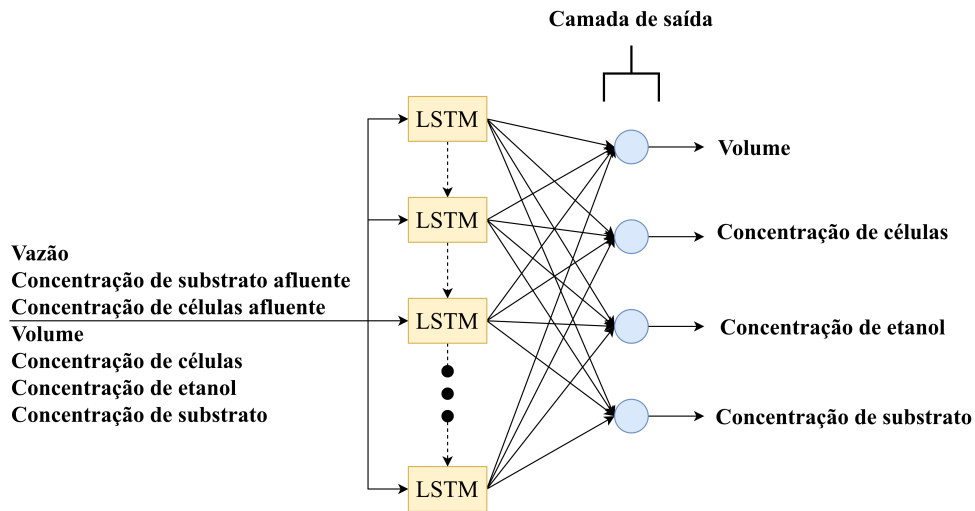 Camada de saída
LSTM
Volume
LSTM
Concentração de células
Vazão
Concentração de substrato afluente
Concentração de células afluente
LSTM
Concentração de etanol
Volume
Concentração de células
Concentração de etanol
Concentração de substrato
Concentração de substrato
LSTM